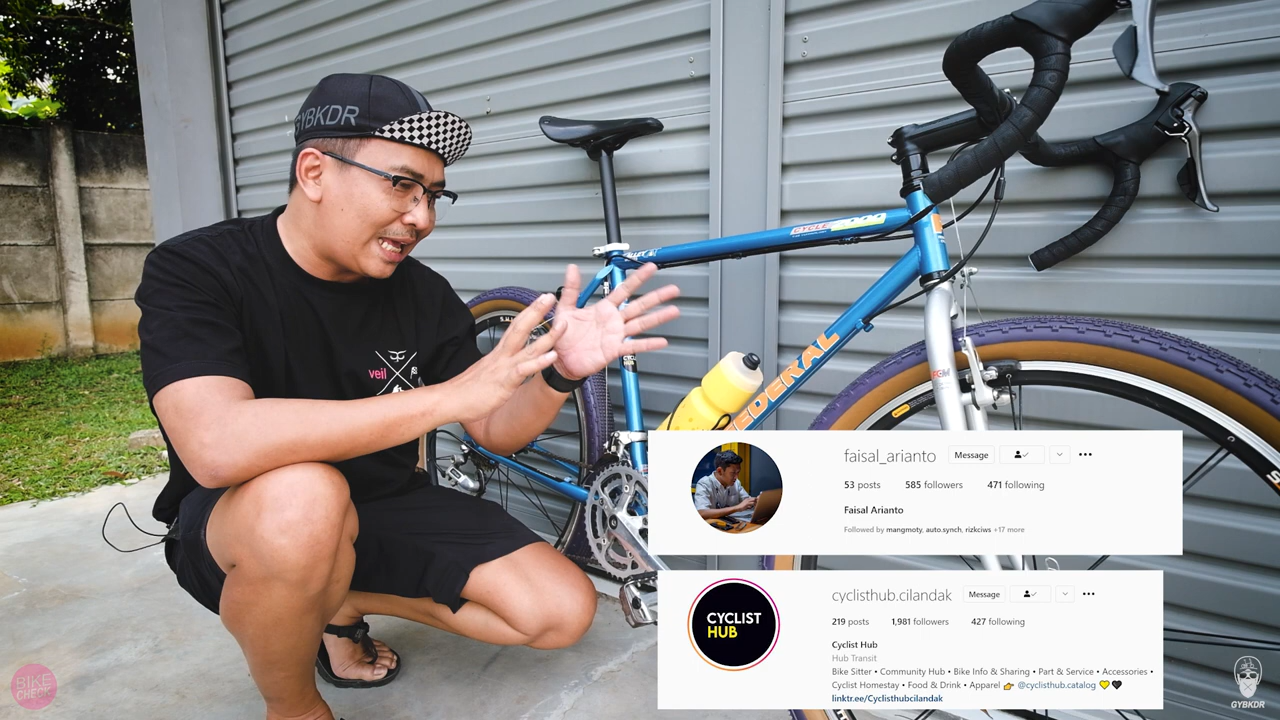 GYBKDR
veil
CYCLE 2000
FEDERAL
FGM
faisal_arianto Message
53 posts 585 followers 471 following
Faisal Arianto
Followed by mangmoty, auto.synch, rizkciws +17 more
CYCLIST
HUB
cyclisthub.cilandak Message
219 posts 1,981 followers 427 following
Cyclist Hub
Hub Transit
Bike Sitter • Community Hub • Bike Info & Sharing • Part & Service • Accessories •
Cyclist Homestay • Food & Drink • Apparel 👉 @cyclisthub.catalog 💛🖤
linktr.ee/Cyclisthubcilandak
BIKE
CHECK
GYBKDR